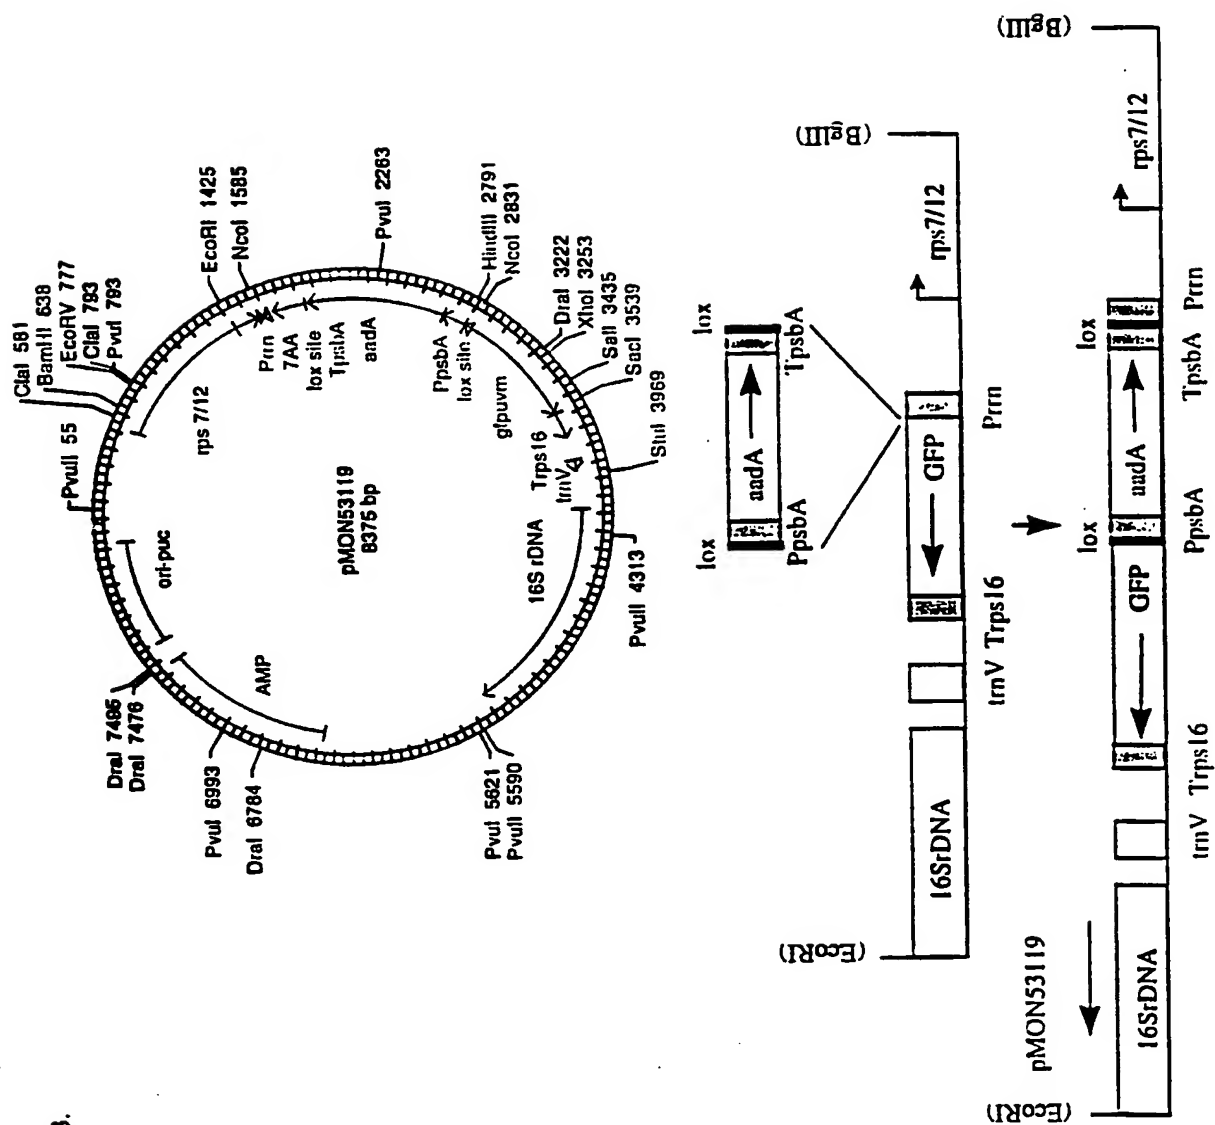 PvuII 55
ClaI 581
BamHI 638
EcoRV 777
ClaI 793
PvuI 793
EcoRI 1425
NcoI 1585
PvuI 2263
HindIII 2791
NcoI 2831
DraI 3222
XhoI 3253
SalI 3435
SacI 3539
StuI 3969
PvuII 4313
PvuII 5590
PvuI 5621
DraI 6784
PvuI 6993
DraI 7476
DraI 7495
rps 7/12
Prrn
7AA
lox site
TpsbA
aadA
PpsbA
lox site
gfpuvm
Trps16
trnV
16S rDNA
AMP
ori-puc
pMON53119
8375 bp
lox
lox
aadA
PpsbA
TpsbA
(EcoRI)
(BglII)
16SrDNA
GFP
rps7/12
trnV Trps16
Prrn
pMON53119
lox
lox
(EcoRI)
(BglII)
16SrDNA
GFP
aadA
rps7/12
trnV Trps16
PpsbA
TpsbA
Prrn